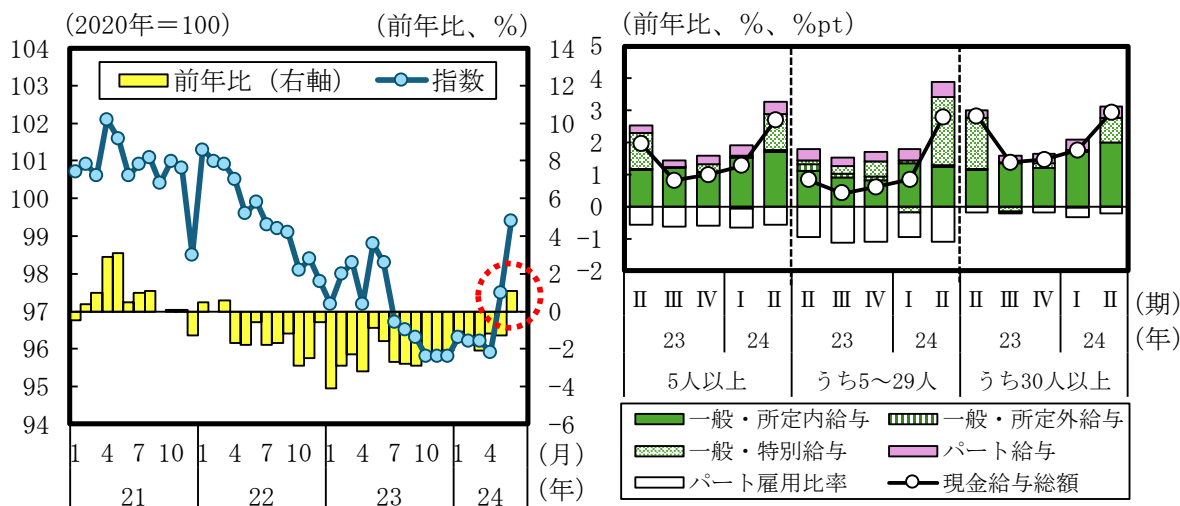 (2020年＝100)
(前年比、%)
104
103
102
101
100
99
98
97
96
95
94
14
12
10
8
6
4
2
0
−2
−4
−6
前年比（右軸）
指数
1 4 7 10 1 4 7 10 1 4 7 10 1 4
(月)
21 22 23 24
(年)
(前年比、%、%pt)
5
4
3
2
1
0
−1
−2
Ⅱ Ⅲ Ⅳ Ⅰ Ⅱ Ⅱ Ⅲ Ⅳ Ⅰ Ⅱ Ⅱ Ⅲ Ⅳ Ⅰ Ⅱ
(期)
23 24 23 24 23 24
(年)
5人以上 うち5～29人 うち30人以上
一般・所定内給与 一般・所定外給与
一般・特別給与 パート給与
パート雇用比率 現金給与総額